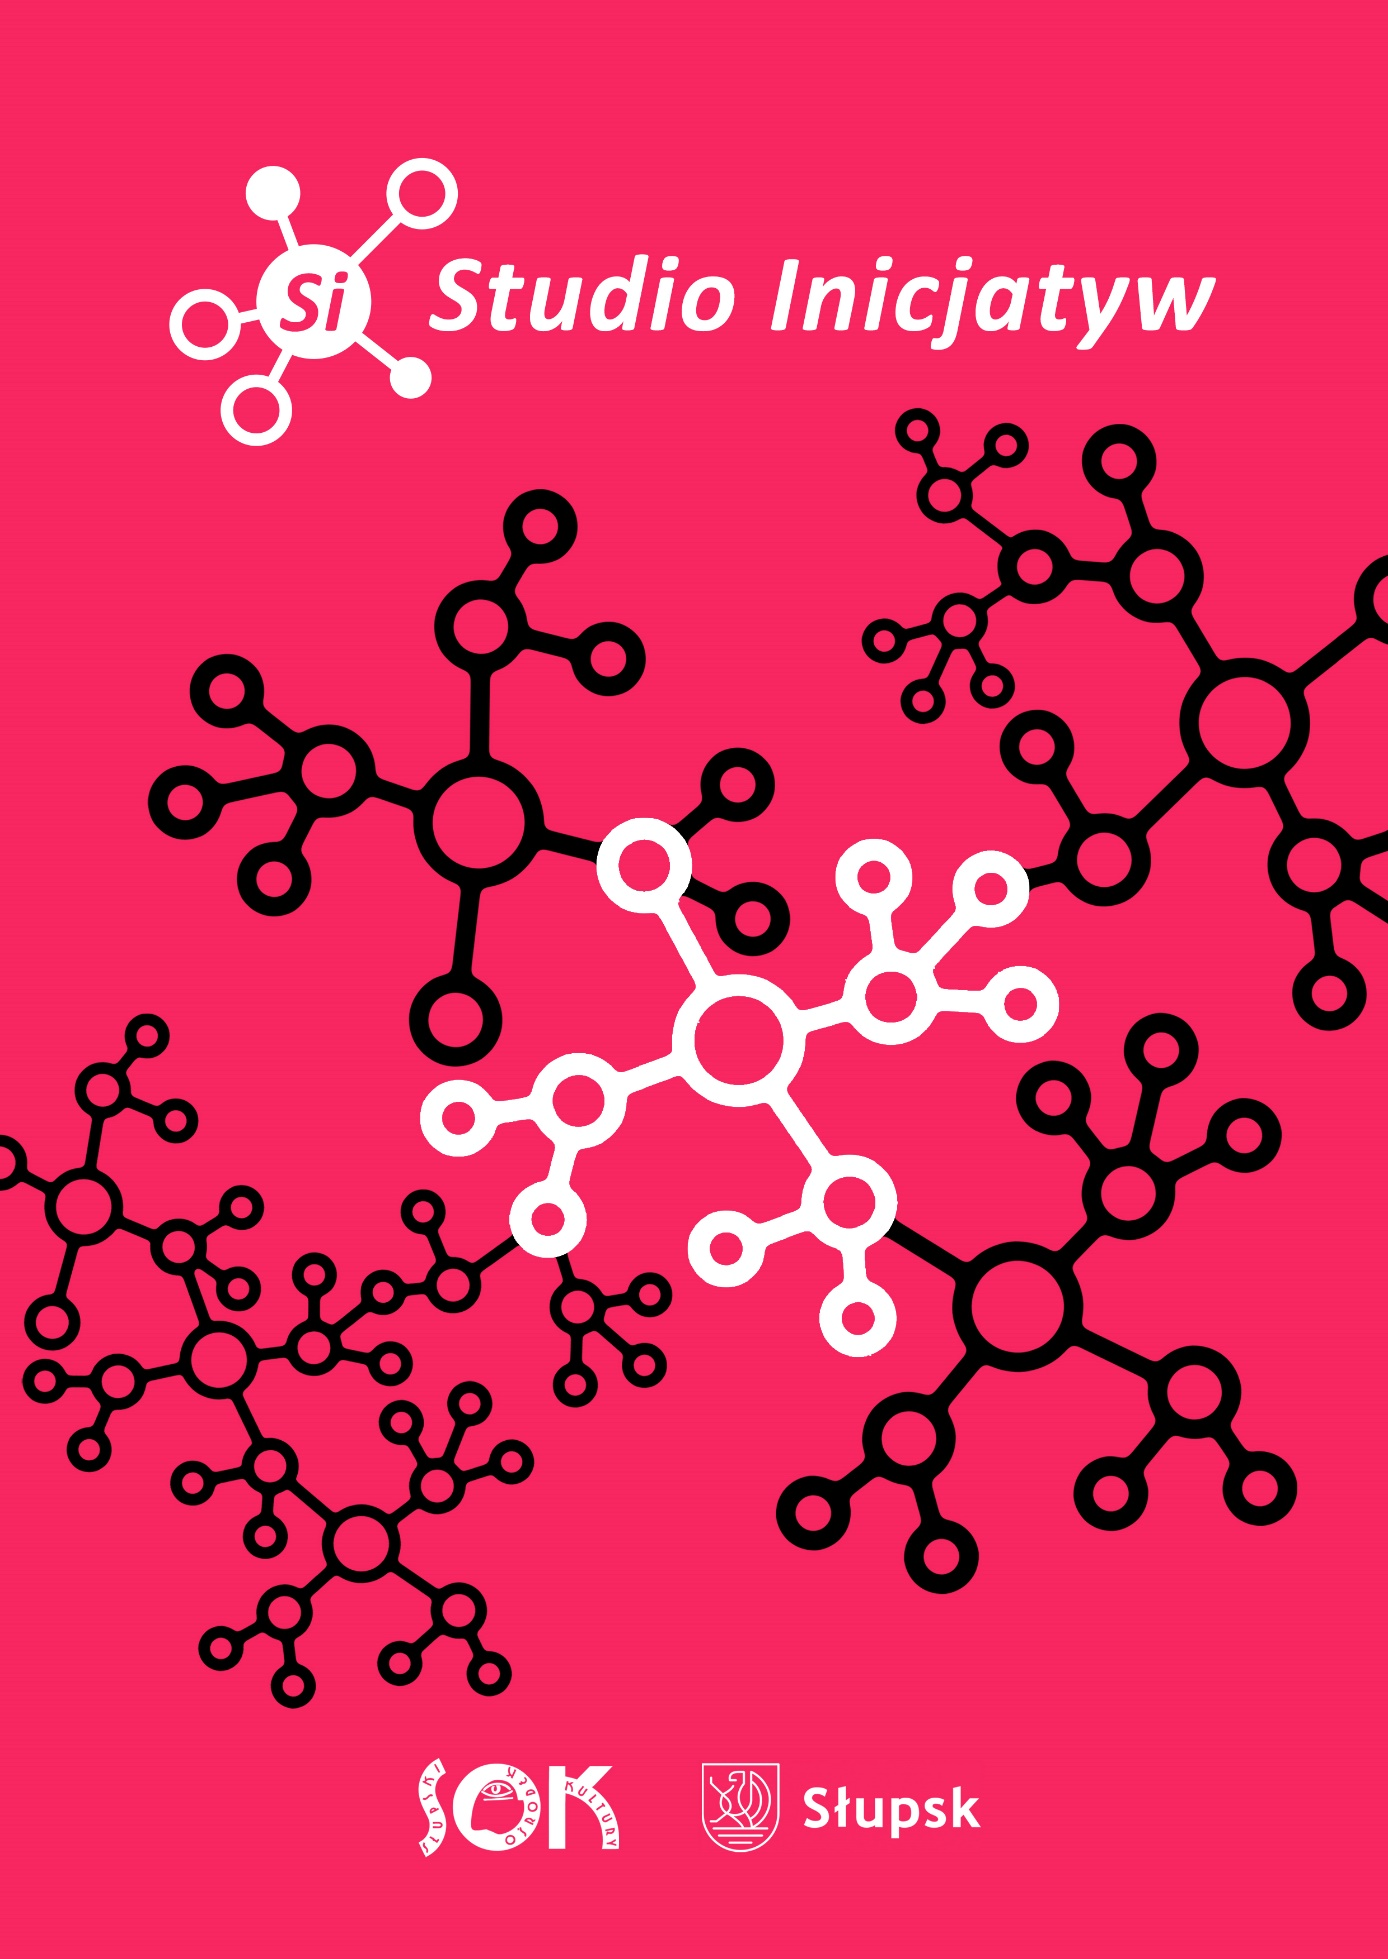 Si
Studio Inicjatyw
SOK
SŁUPSKI
OŚRODEK
KULTURY
Słupsk